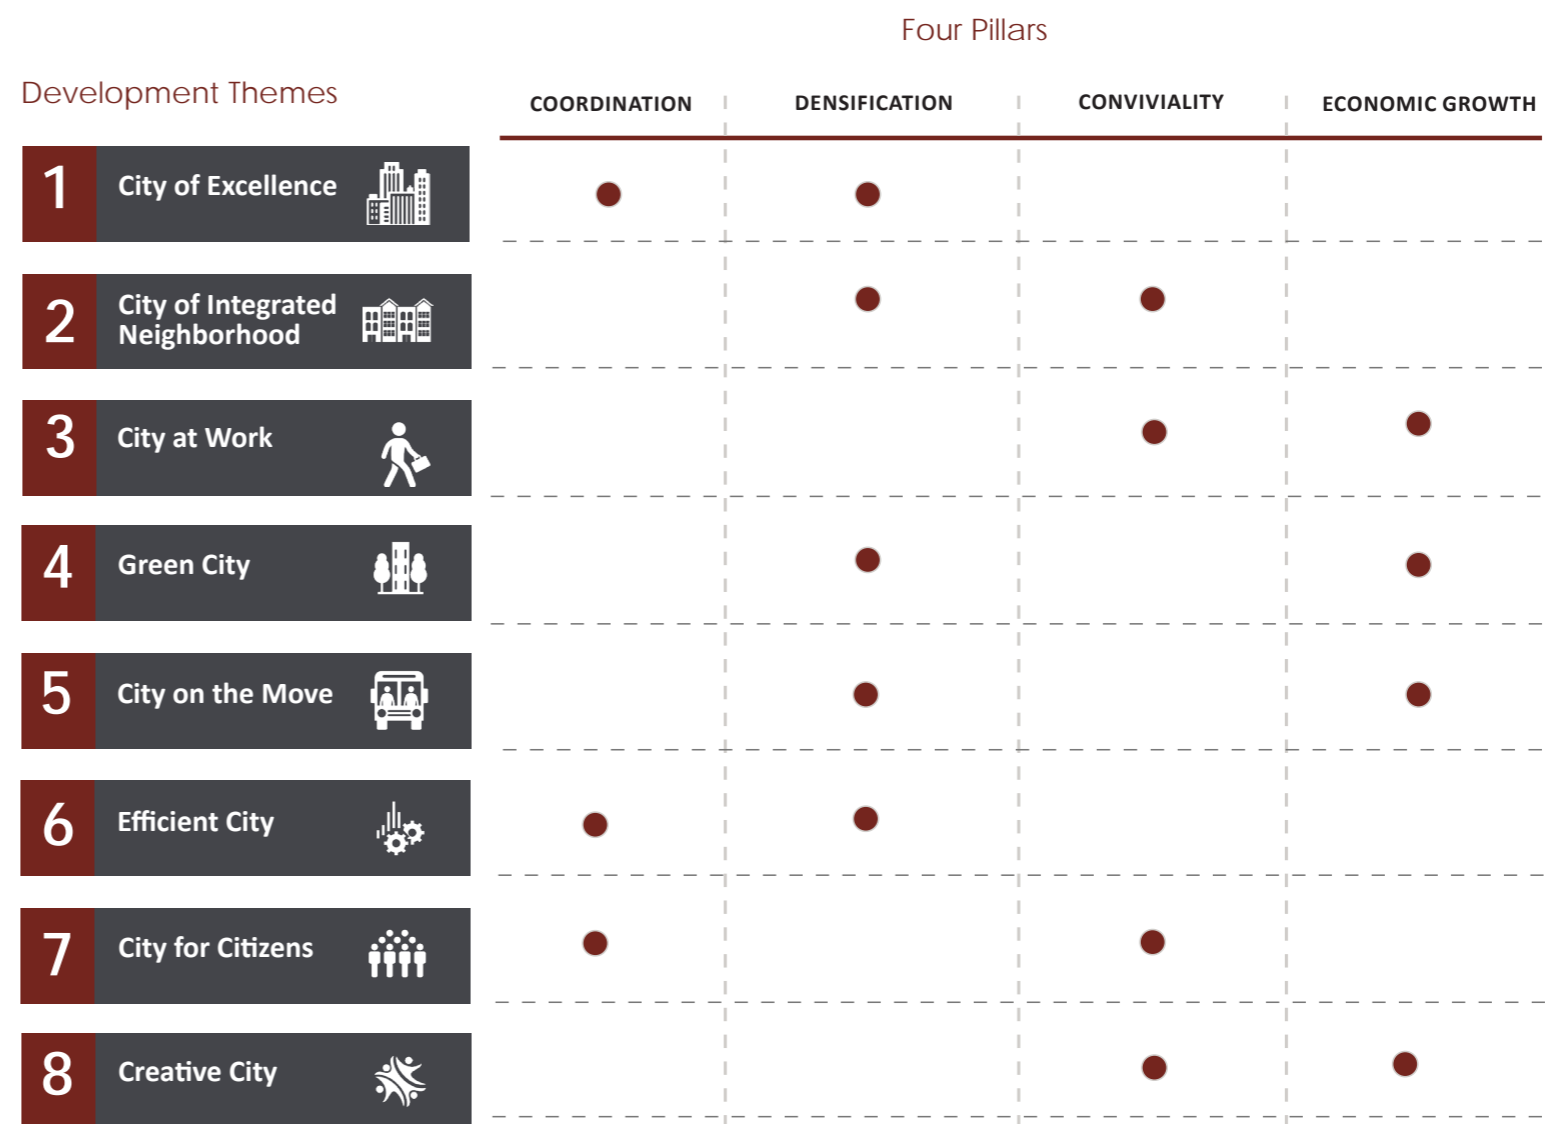 Four Pillars
Development Themes
COORDINATION
DENSIFICATION
CONVIVIALITY
ECONOMIC GROWTH
1
City of Excellence
2
City of Integrated
Neighborhood
3
City at Work
4
Green City
5
City on the Move
6
Efficient City
7
City for Citizens
8
Creative City